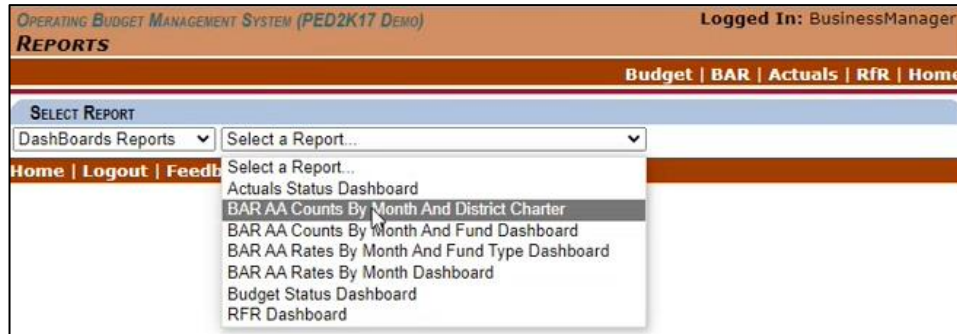 OPERATING BUDGET MANAGEMENT SYSTEM (PED2K17 DEMO)
Logged In: BusinessManager
REPORTS
Budget | BAR | Actuals | RfR | Home
SELECT REPORT
DashBoards Reports
Select a Report...
Home | Logout | Feedb
Select a Report...
Actuals Status Dashboard
BAR AA Counts By Month And District Charter
BAR AA Counts By Month And Fund Dashboard
BAR AA Rates By Month And Fund Type Dashboard
BAR AA Rates By Month Dashboard
Budget Status Dashboard
RFR Dashboard